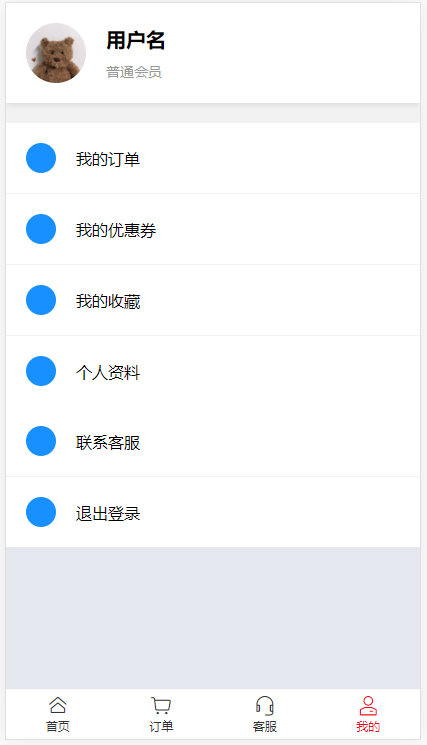 用户名
普通会员
我的订单
我的优惠券
我的收藏
个人资料
联系客服
退出登录
首页
订单
客服
我的